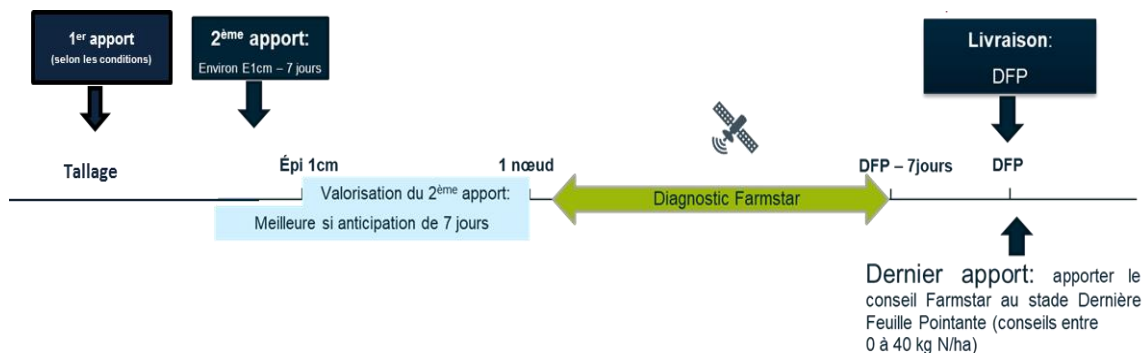 1er apport
(selon les conditions)
2ème apport:
Environ E1cm – 7 jours
Livraison:
DFP
Tallage
Épi 1cm
1 nœud
DFP – 7jours
DFP
Valorisation du 2ème apport:
Meilleure si anticipation de 7 jours
Diagnostic Farmstar
Dernier apport: apporter le
conseil Farmstar au stade Dernière
Feuille Pointante (conseils entre
0 à 40 kg N/ha)